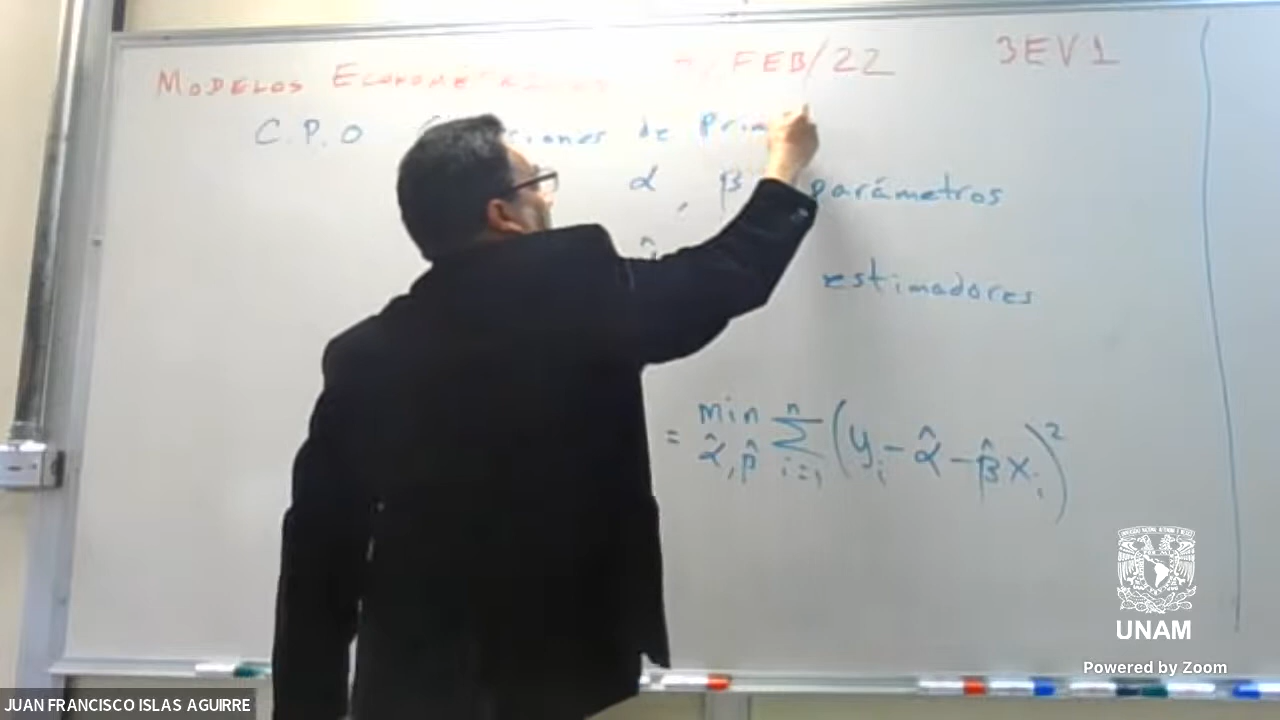 MODELOS /FEB/22 3EV1
C.P.O de Prim
α , β parámetros
estimadores
= min α̂,β̂ Σ i=1 n (yi - α̂ - β̂xi)²
UNAM
Powered by Zoom
JUAN FRANCISCO ISLAS AGUIRRE